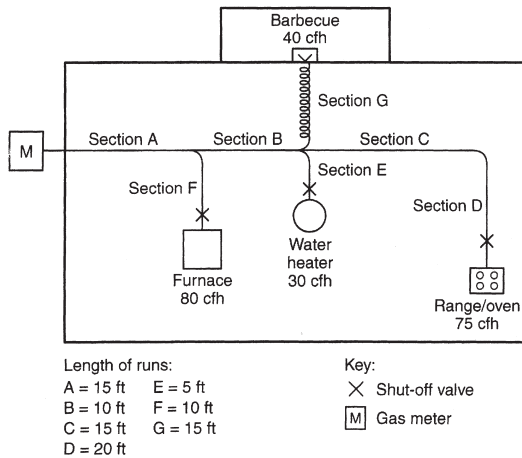 Barbecue
40 cfh
Section G
M
Section A
Section B
Section C
Section E
Section F
Section D
Water
heater
30 cfh
Furnace
80 cfh
Range/oven
75 cfh
Length of runs:
A = 15 ft E = 5 ft
B = 10 ft F = 10 ft
C = 15 ft G = 15 ft
D = 20 ft
Key:
Shut-off valve
M Gas meter